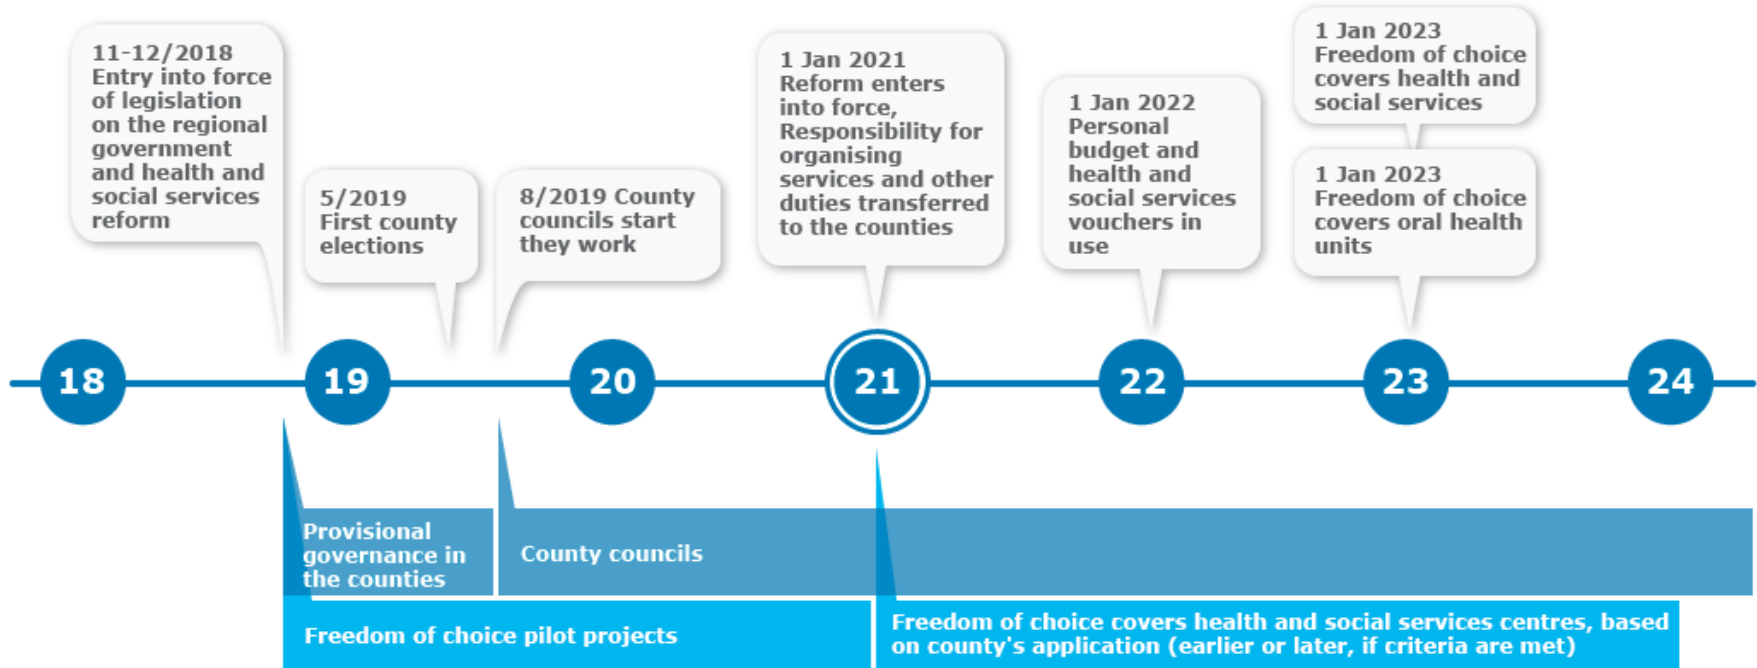 11-12/2018
Entry into force
of legislation
on the regional
government
and health and
social services
reform
5/2019
First county
elections
8/2019 County
councils start
they work
1 Jan 2021
Reform enters
into force,
Responsibility for
organising
services and other
duties transferred
to the counties
1 Jan 2022
Personal
budget and
health and
social services
vouchers in
use
1 Jan 2023
Freedom of choice
covers health and
social services
1 Jan 2023
Freedom of choice
covers oral health
units
18
19
20
21
22
23
24
Provisional
governance in
the counties
County councils
Freedom of choice pilot projects
Freedom of choice covers health and social services centres, based
on county's application (earlier or later, if criteria are met)